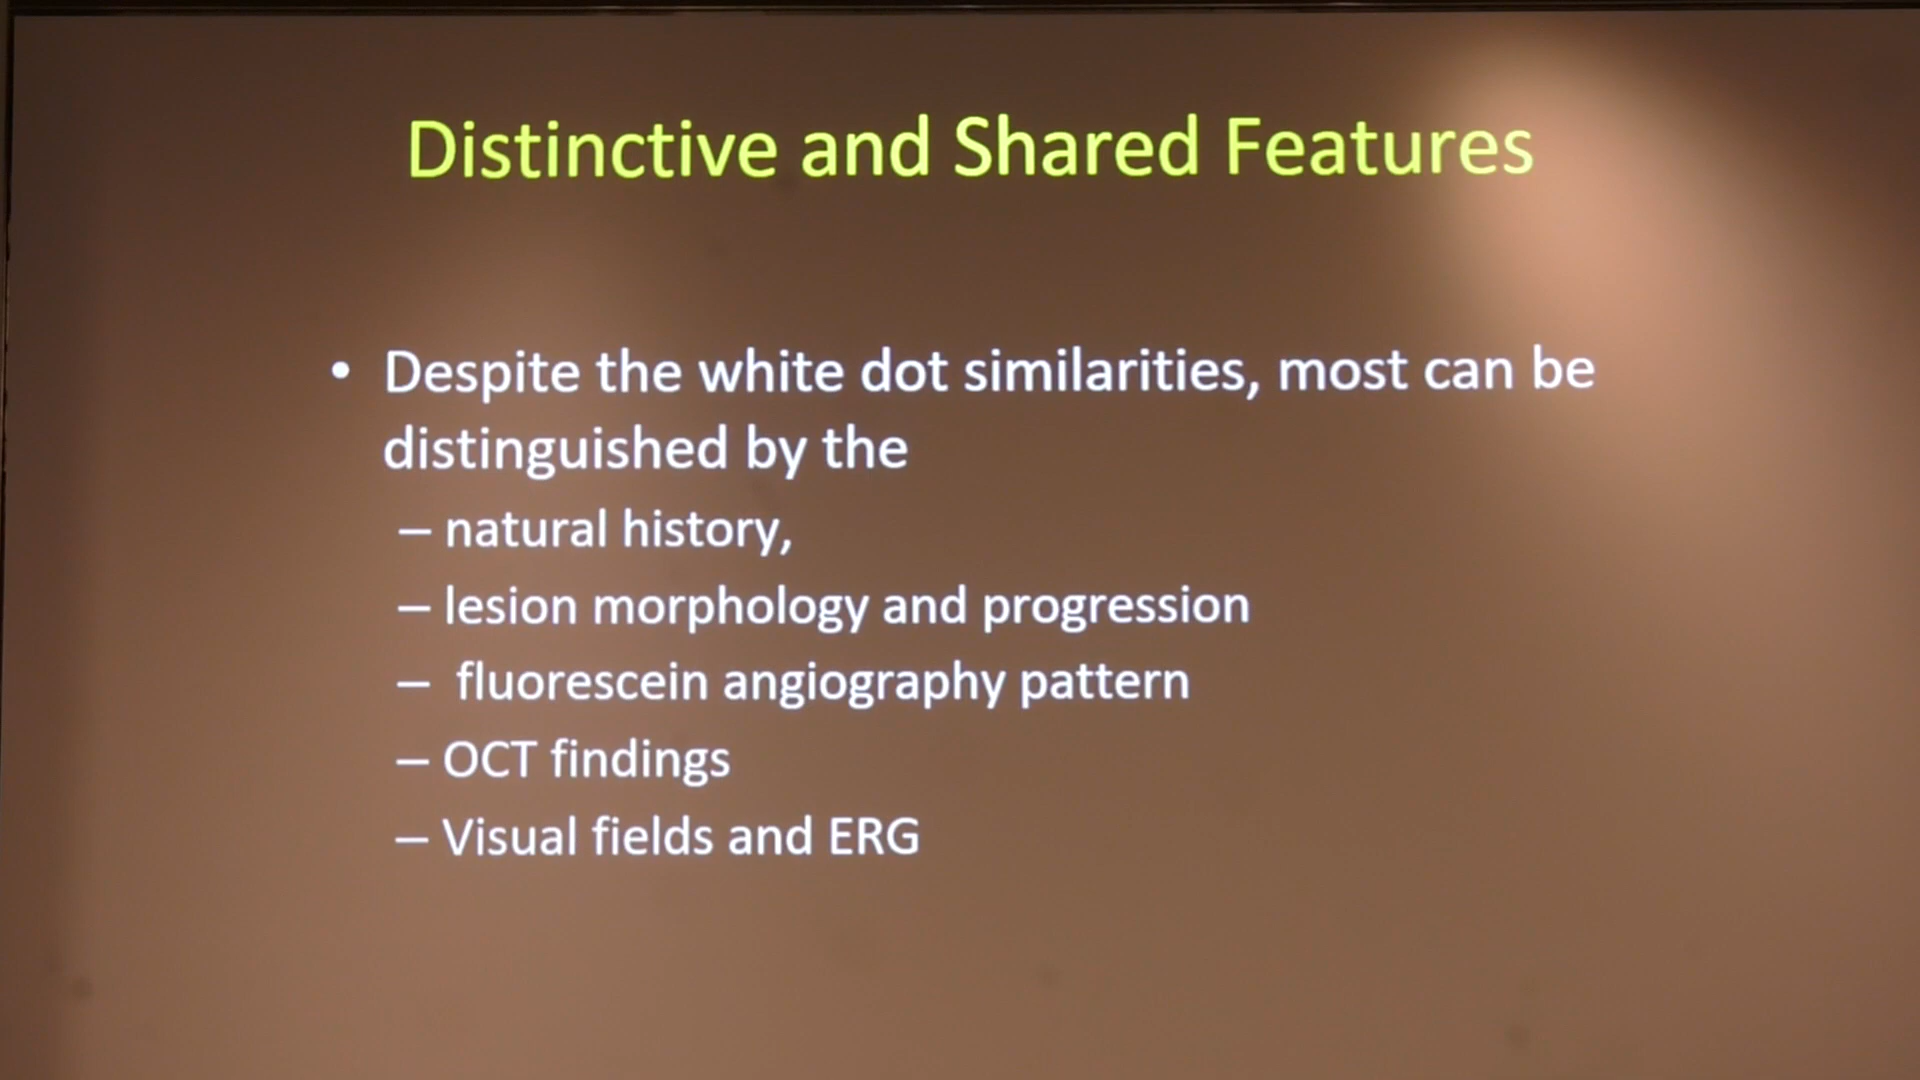 Distinctive and Shared Features
• Despite the white dot similarities, most can be
distinguished by the
– natural history,
– lesion morphology and progression
– fluorescein angiography pattern
– OCT findings
– Visual fields and ERG